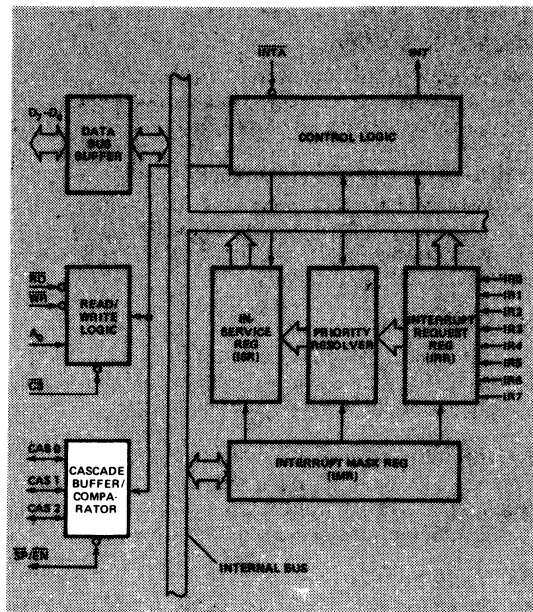 INTA
INT
D7-D0
DATA
BUS
BUFFER
CONTROL LOGIC
RD
WR
A0
CS
READ/
WRITE
LOGIC
IN-
SERVICE
REG
(ISR)
PRIORITY
RESOLVER
INTERRUPT
REQUEST
REG
(IRR)
IR0
IR1
IR2
IR3
IR4
IR5
IR6
IR7
CAS 0
CAS 1
CAS 2
CASCADE
BUFFER/
COMPA-
RATOR
SP/EN
INTERRUPT MASK REG
(IMR)
INTERNAL BUS